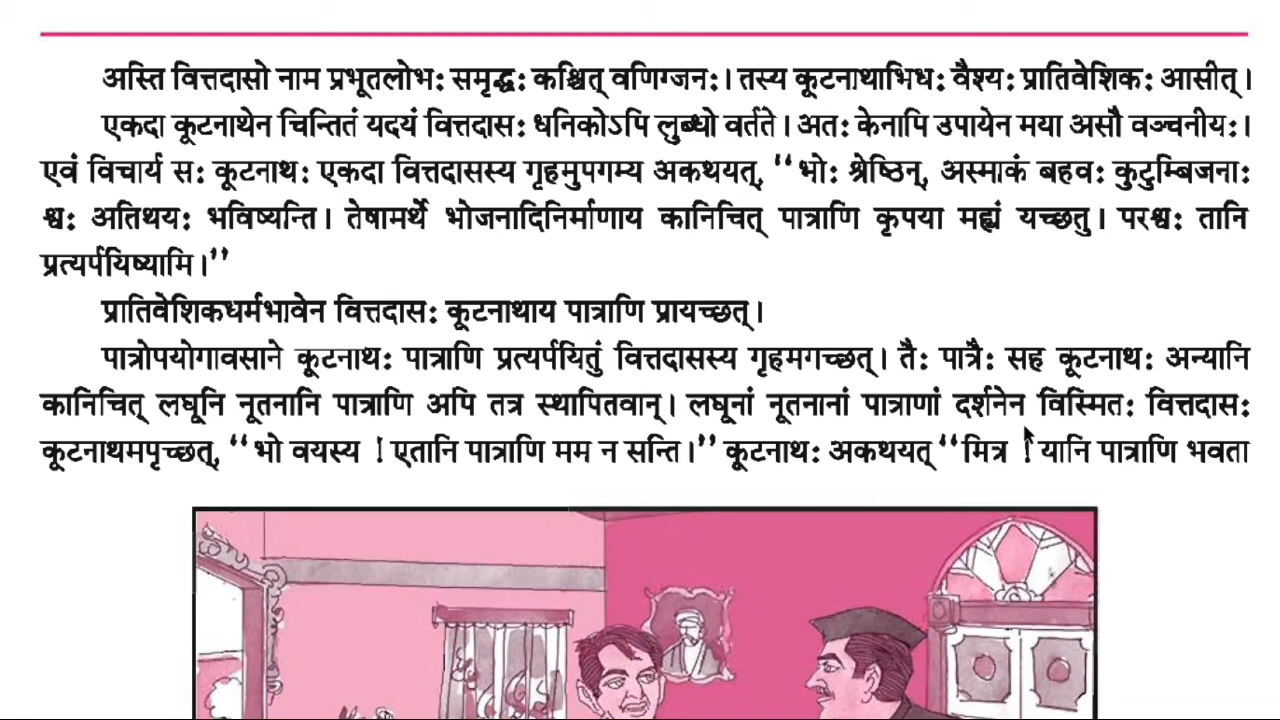 अस्ति वित्तदासो नाम प्रभूतलोभः समृद्धः कश्चित् वणिग्जनः। तस्य कूटनाथाभिधः वैश्यः प्रातिवेशिकः आसीत्।
एकदा कूटनाथेन चिन्तितं यदयं वित्तदासः धनिकोऽपि लुब्धो वर्तते। अतः केनापि उपायेन मया असौ वञ्चनीयः।
एवं विचार्य सः कूटनाथः एकदा वित्तदासस्य गृहमुपगम्य अकथयत्, “भोः श्रेष्ठिन्, अस्माकं बहवः कुटुम्बिजनाः
श्वः अतिथयः भविष्यन्ति। तेषामर्थे भोजनादिनिर्माणाय कानिचित् पात्राणि कृपया मह्यं यच्छतु। परश्वः तानि
प्रत्यर्पयिष्यामि।”
प्रातिवेशिकधर्मभावेन वित्तदासः कूटनाथाय पात्राणि प्रायच्छत्।
पात्रोपयोगावसाने कूटनाथः पात्राणि प्रत्यर्पयितुं वित्तदासस्य गृहमगच्छत्। तैः पात्रैः सह कूटनाथः अन्यानि
कानिचित् लघूनि नूतनानि पात्राणि अपि तत्र स्थापितवान्। लघूनां नूतनानां पात्राणां दर्शनेन विस्मितः वित्तदासः
कूटनाथमपृच्छत्, “भो वयस्य ! एतानि पात्राणि मम न सन्ति।” कूटनाथः अकथयत् “मित्र ! यानि पात्राणि भवता